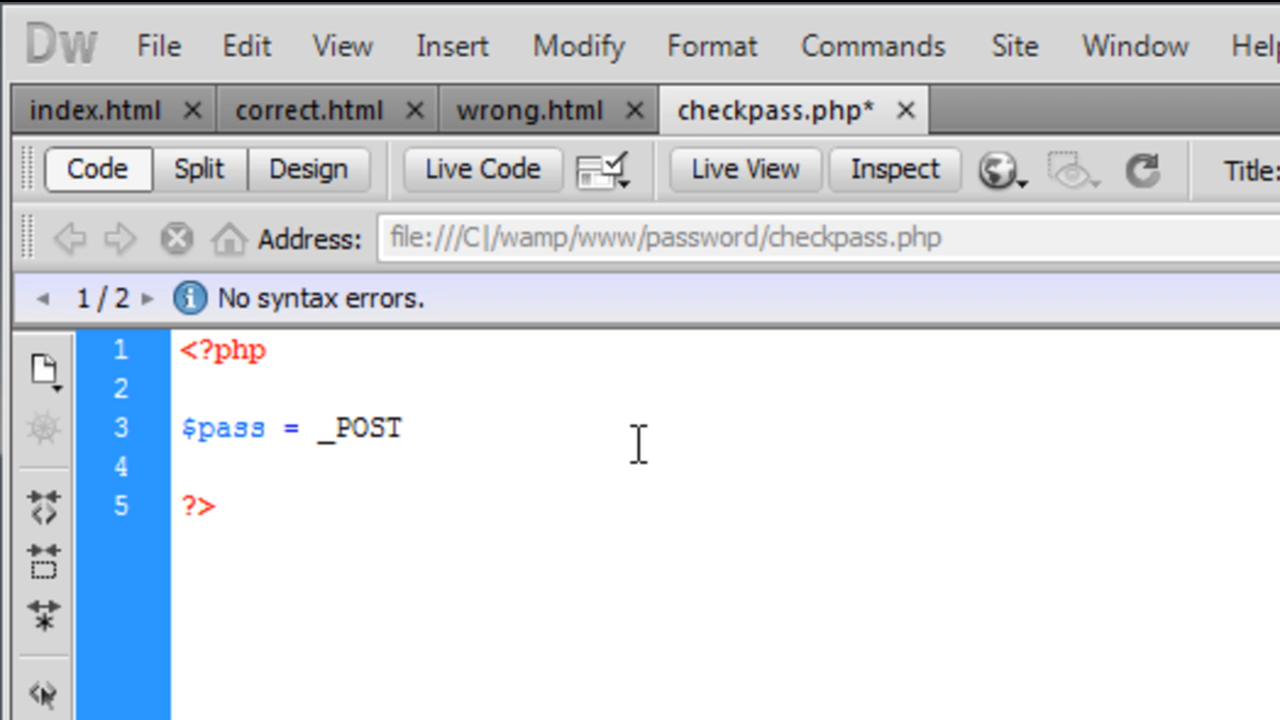 Dw File Edit View Insert Modify Format Commands Site Window Help
index.html correct.html wrong.html checkpass.php*
Code Split Design Live Code Live View Inspect Title:
Address: file:///C|/wamp/www/password/checkpass.php
1 / 2 No syntax errors.
1 <?php
2
3 $pass = _POST
4
5 ?>